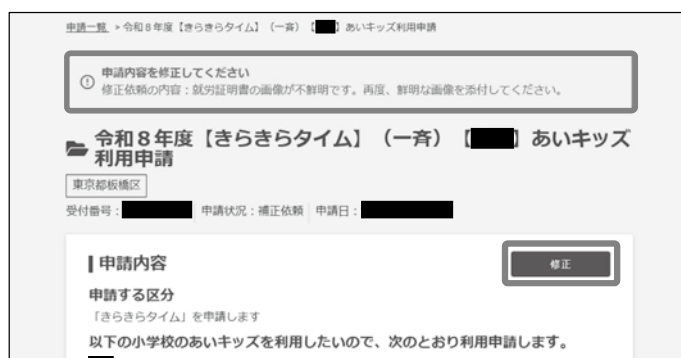 申請一覧 > 令和8年度【きらきらタイム】（一斉）【】あいキッズ利用申請
申請内容を修正してください
修正依頼の内容：就労証明書の画像が不鮮明です。再度、鮮明な画像を添付してください。
令和８年度【きらきらタイム】（一斉）【】あいキッズ
利用申請
東京都板橋区
受付番号： 申請状況：補正依頼 申請日：
申請内容
修正
申請する区分
「きらきらタイム」を申請します
以下の小学校のあいキッズを利用したいので、次のとおり利用申請します。